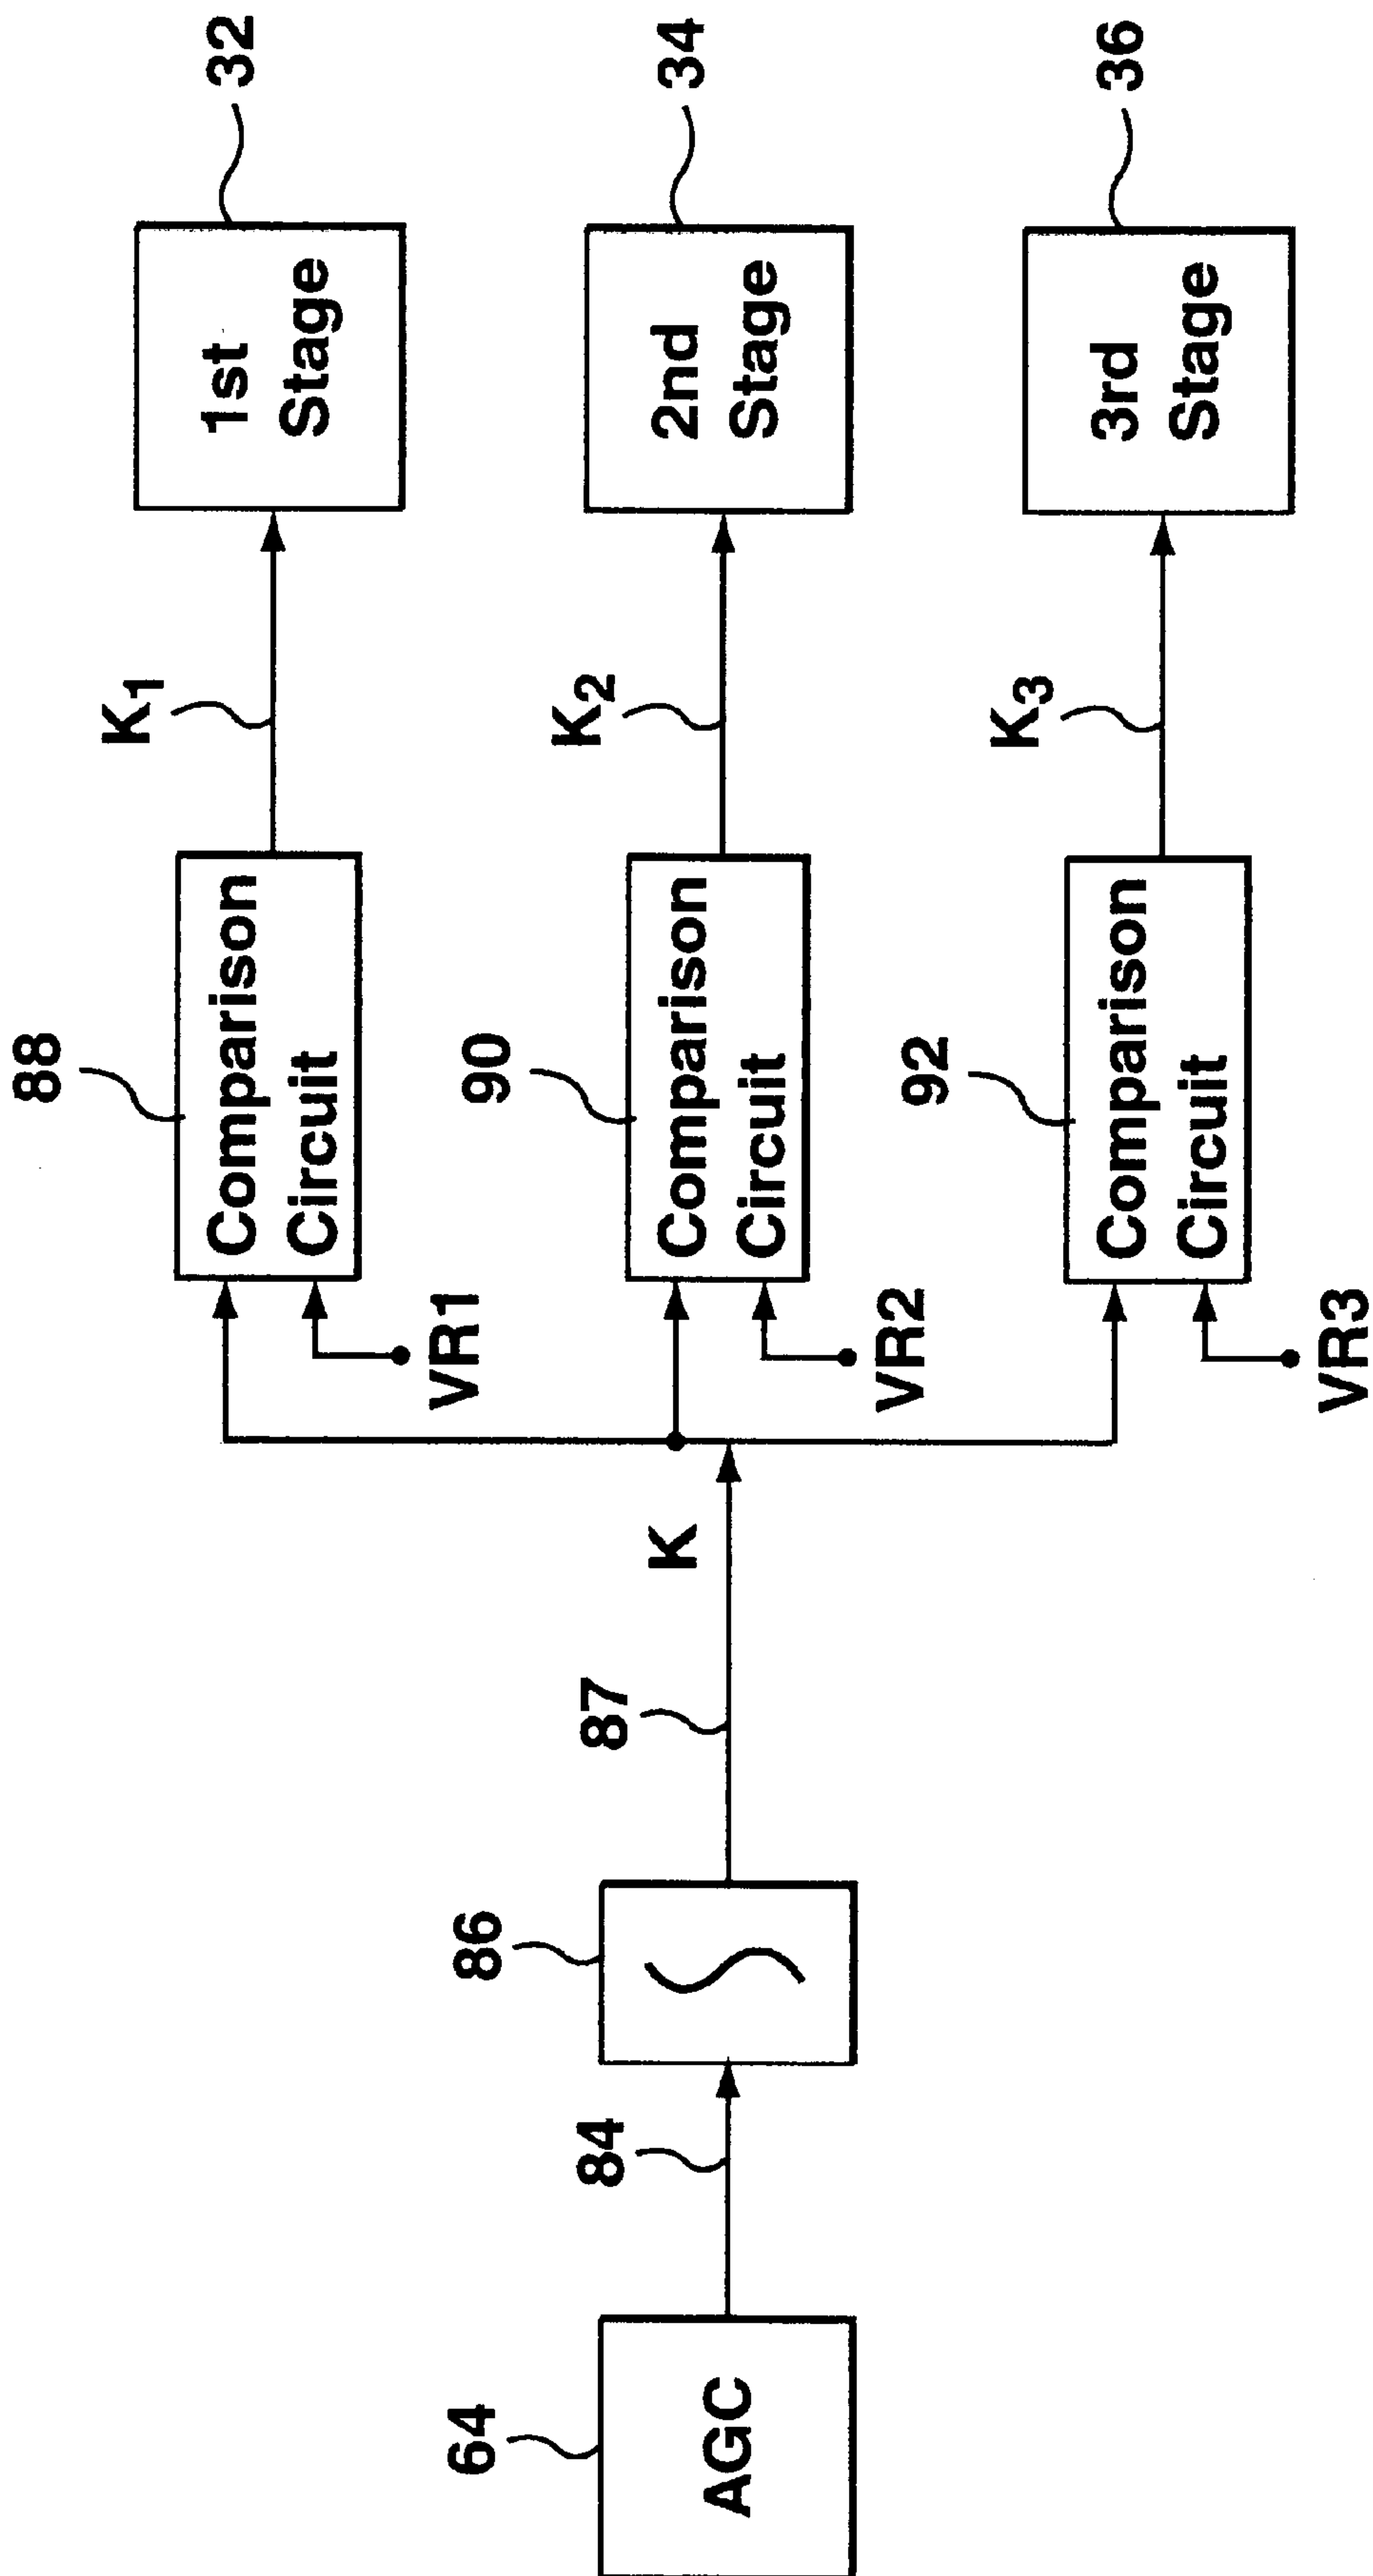 32
1st
Stage
K1
88
Comparison
Circuit
VR1
34
2nd
Stage
K2
90
Comparison
Circuit
VR2
36
3rd
Stage
K3
92
Comparison
Circuit
VR3
K
87
86
84
64
AGC